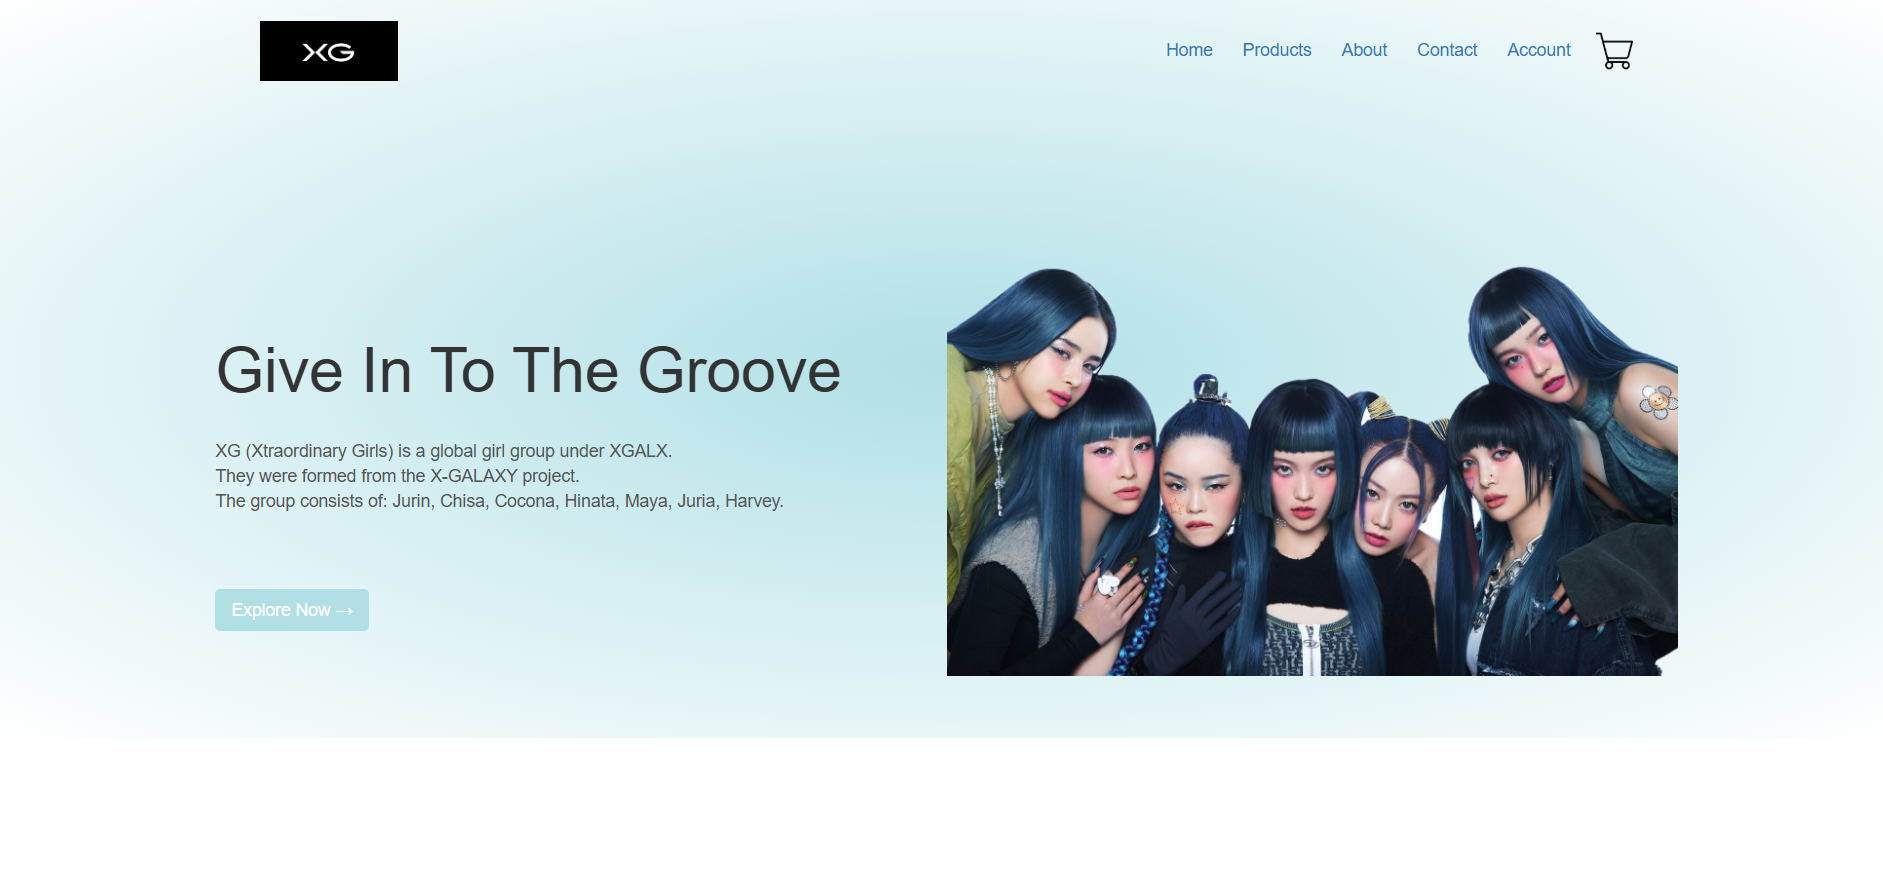 XG
Home Products About Contact Account
Give In To The Groove
XG (Xtraordinary Girls) is a global girl group under XGALX.
They were formed from the X-GALAXY project.
The group consists of: Jurin, Chisa, Cocona, Hinata, Maya, Juria, Harvey.
Explore Now →